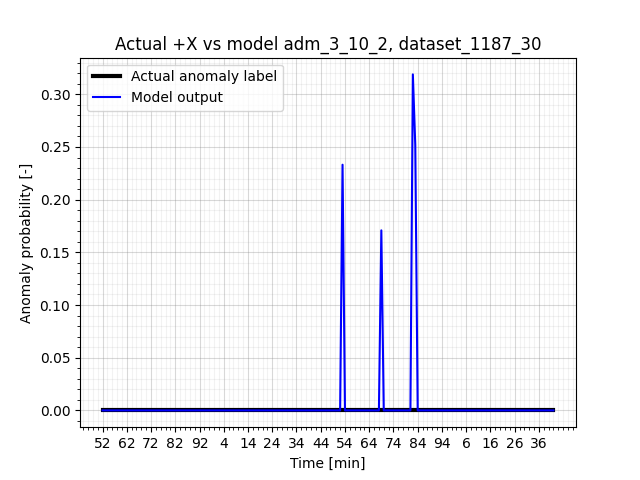 Actual +X vs model adm_3_10_2, dataset_1187_30
Actual anomaly label
Model output
Anomaly probability [-]
0.30
0.25
0.20
0.15
0.10
0.05
0.00
52 62 72 82 92 4 14 24 34 44 54 64 74 84 94 6 16 26 36
Time [min]